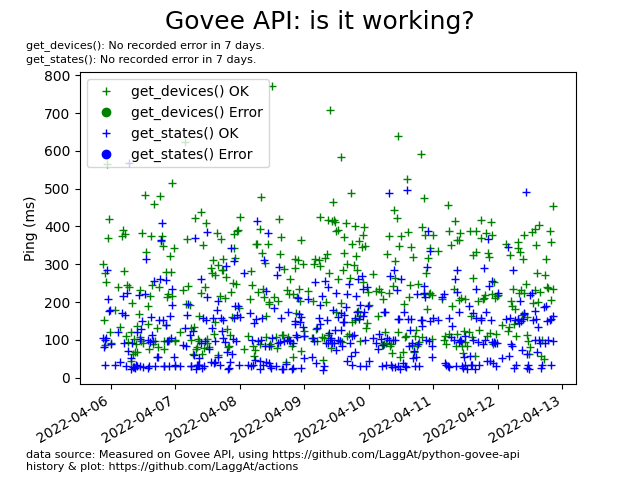 Govee API: is it working?
get_devices(): No recorded error in 7 days.
get_states(): No recorded error in 7 days.
800
700
600
500
400
300
200
100
0
Ping (ms)
get_devices() OK
get_devices() Error
get_states() OK
get_states() Error
2022-04-06
2022-04-07
2022-04-08
2022-04-09
2022-04-10
2022-04-11
2022-04-12
2022-04-13
data source: Measured on Govee API, using https://github.com/LaggAt/python-govee-api
history & plot: https://github.com/LaggAt/actions